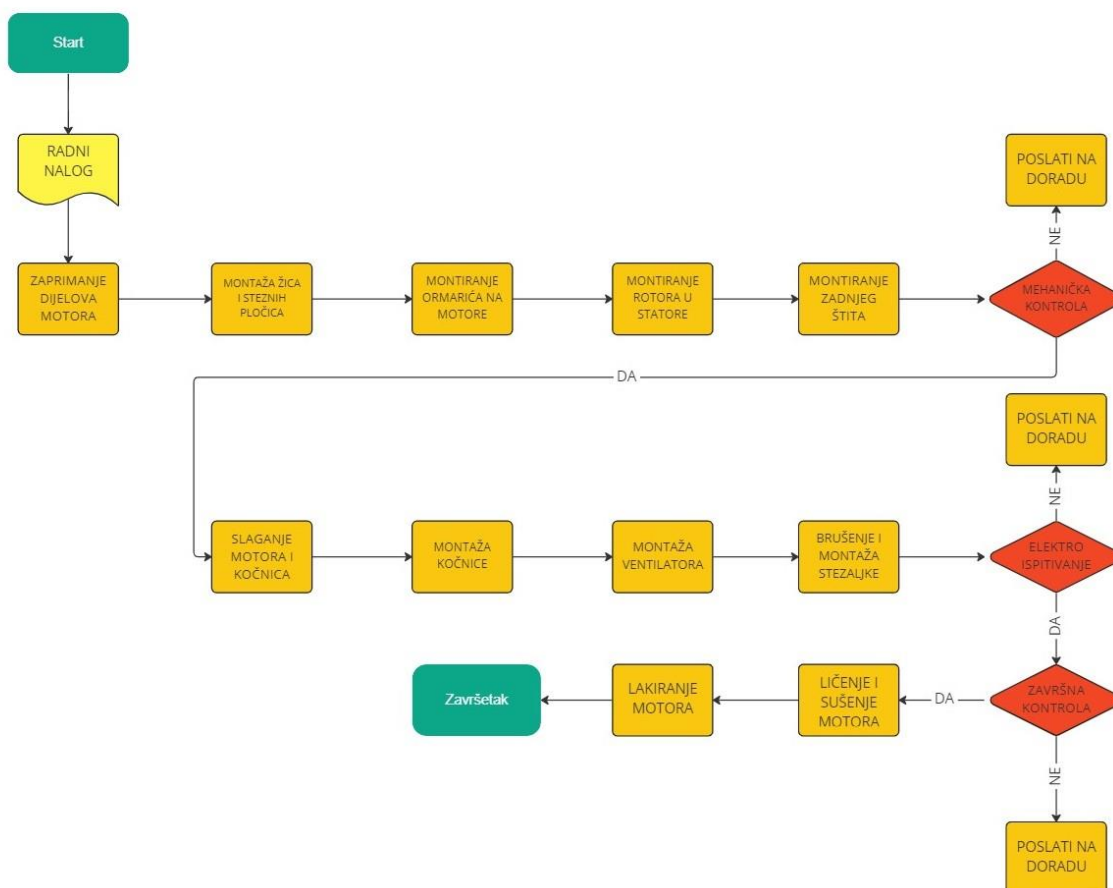 Start
RADNI
NALOG
ZAPRIMANJE
DIJELOVA
MOTORA
MONTAŽA ŽICA
I STEZNIH
PLOČICA
MONTIRANJE
ORMARIĆA NA
MOTORE
MONTIRANJE
ROTORA U
STATORE
MONTIRANJE
ZADNJEG
ŠTITA
MEHANIČKA
KONTROLA
NE
POSLATI NA
DORADU
DA
SLAGANJE
MOTORA I
KOČNICA
MONTAŽA
KOČNICE
MONTAŽA
VENTILATORA
BRUŠENJE I
MONTAŽA
STEZALJKE
ELEKTRO
ISPITIVANJE
NE
POSLATI NA
DORADU
DA
ZAVRŠNA
KONTROLA
NE
POSLATI NA
DORADU
DA
LIČENJE I
SUŠENJE
MOTORA
LAKIRANJE
MOTORA
Završetak